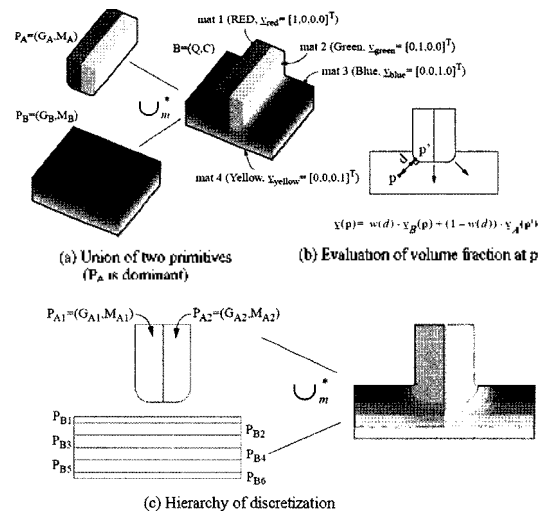 P_A=(G_A,M_A)
mat 1 (RED, v_red= [1,0,0,0]^T)
mat 2 (Green, v_green= [0,1,0,0]^T)
B=(Q,C)
mat 3 (Blue, v_blue= [0,0,1,0]^T)
P_B=(G_B,M_B)
∪*_m
mat 4 (Yellow, v_yellow= [0,0,0,1]^T)
d
p'
p
v(p)= w(d) · v_B(p) + (1 − w(d)) · v_A(p')
(a) Union of two primitives
(P_A is dominant)
(b) Evaluation of volume fraction at p
P_A1=(G_A1,M_A1)
P_A2=(G_A2,M_A2)
∪*_m
P_B1
P_B2
P_B3
P_B4
P_B5
P_B6
(c) Hierarchy of discretization